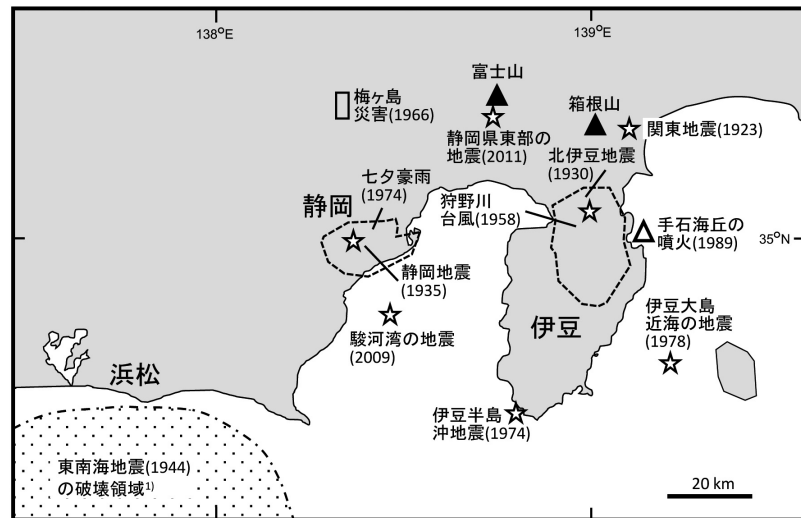 138°E
139°E
富士山
梅ヶ島
災害(1966)
箱根山
関東地震(1923)
静岡県東部の
地震(2011)
北伊豆地震
(1930)
七夕豪雨
(1974)
静岡
狩野川
台風(1958)
手石海丘の
噴火(1989)
35°N
静岡地震
(1935)
伊豆大島
近海の地震
(1978)
伊豆
駿河湾の地震
(2009)
浜松
伊豆半島
沖地震(1974)
東南海地震(1944)
の破壊領域1)
20 km